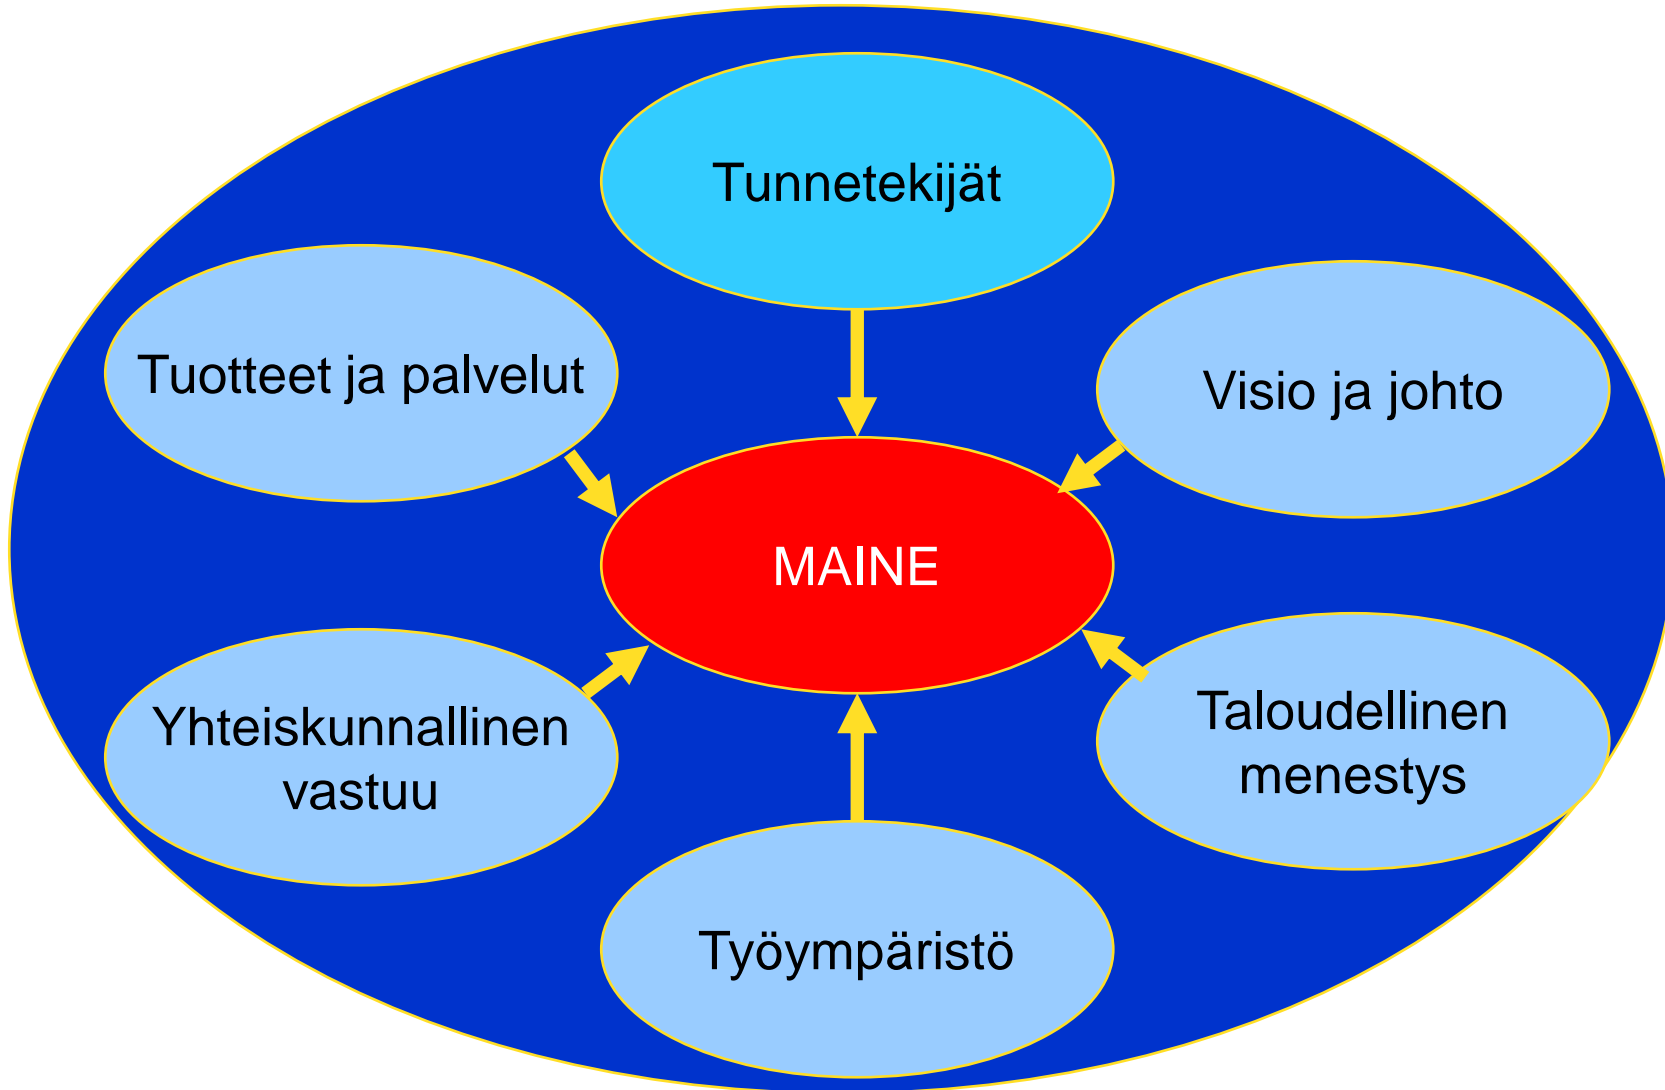 Tunnetekijät
Tuotteet ja palvelut
Visio ja johto
MAINE
Yhteiskunnallinen
vastuu
Taloudellinen
menestys
Työympäristö